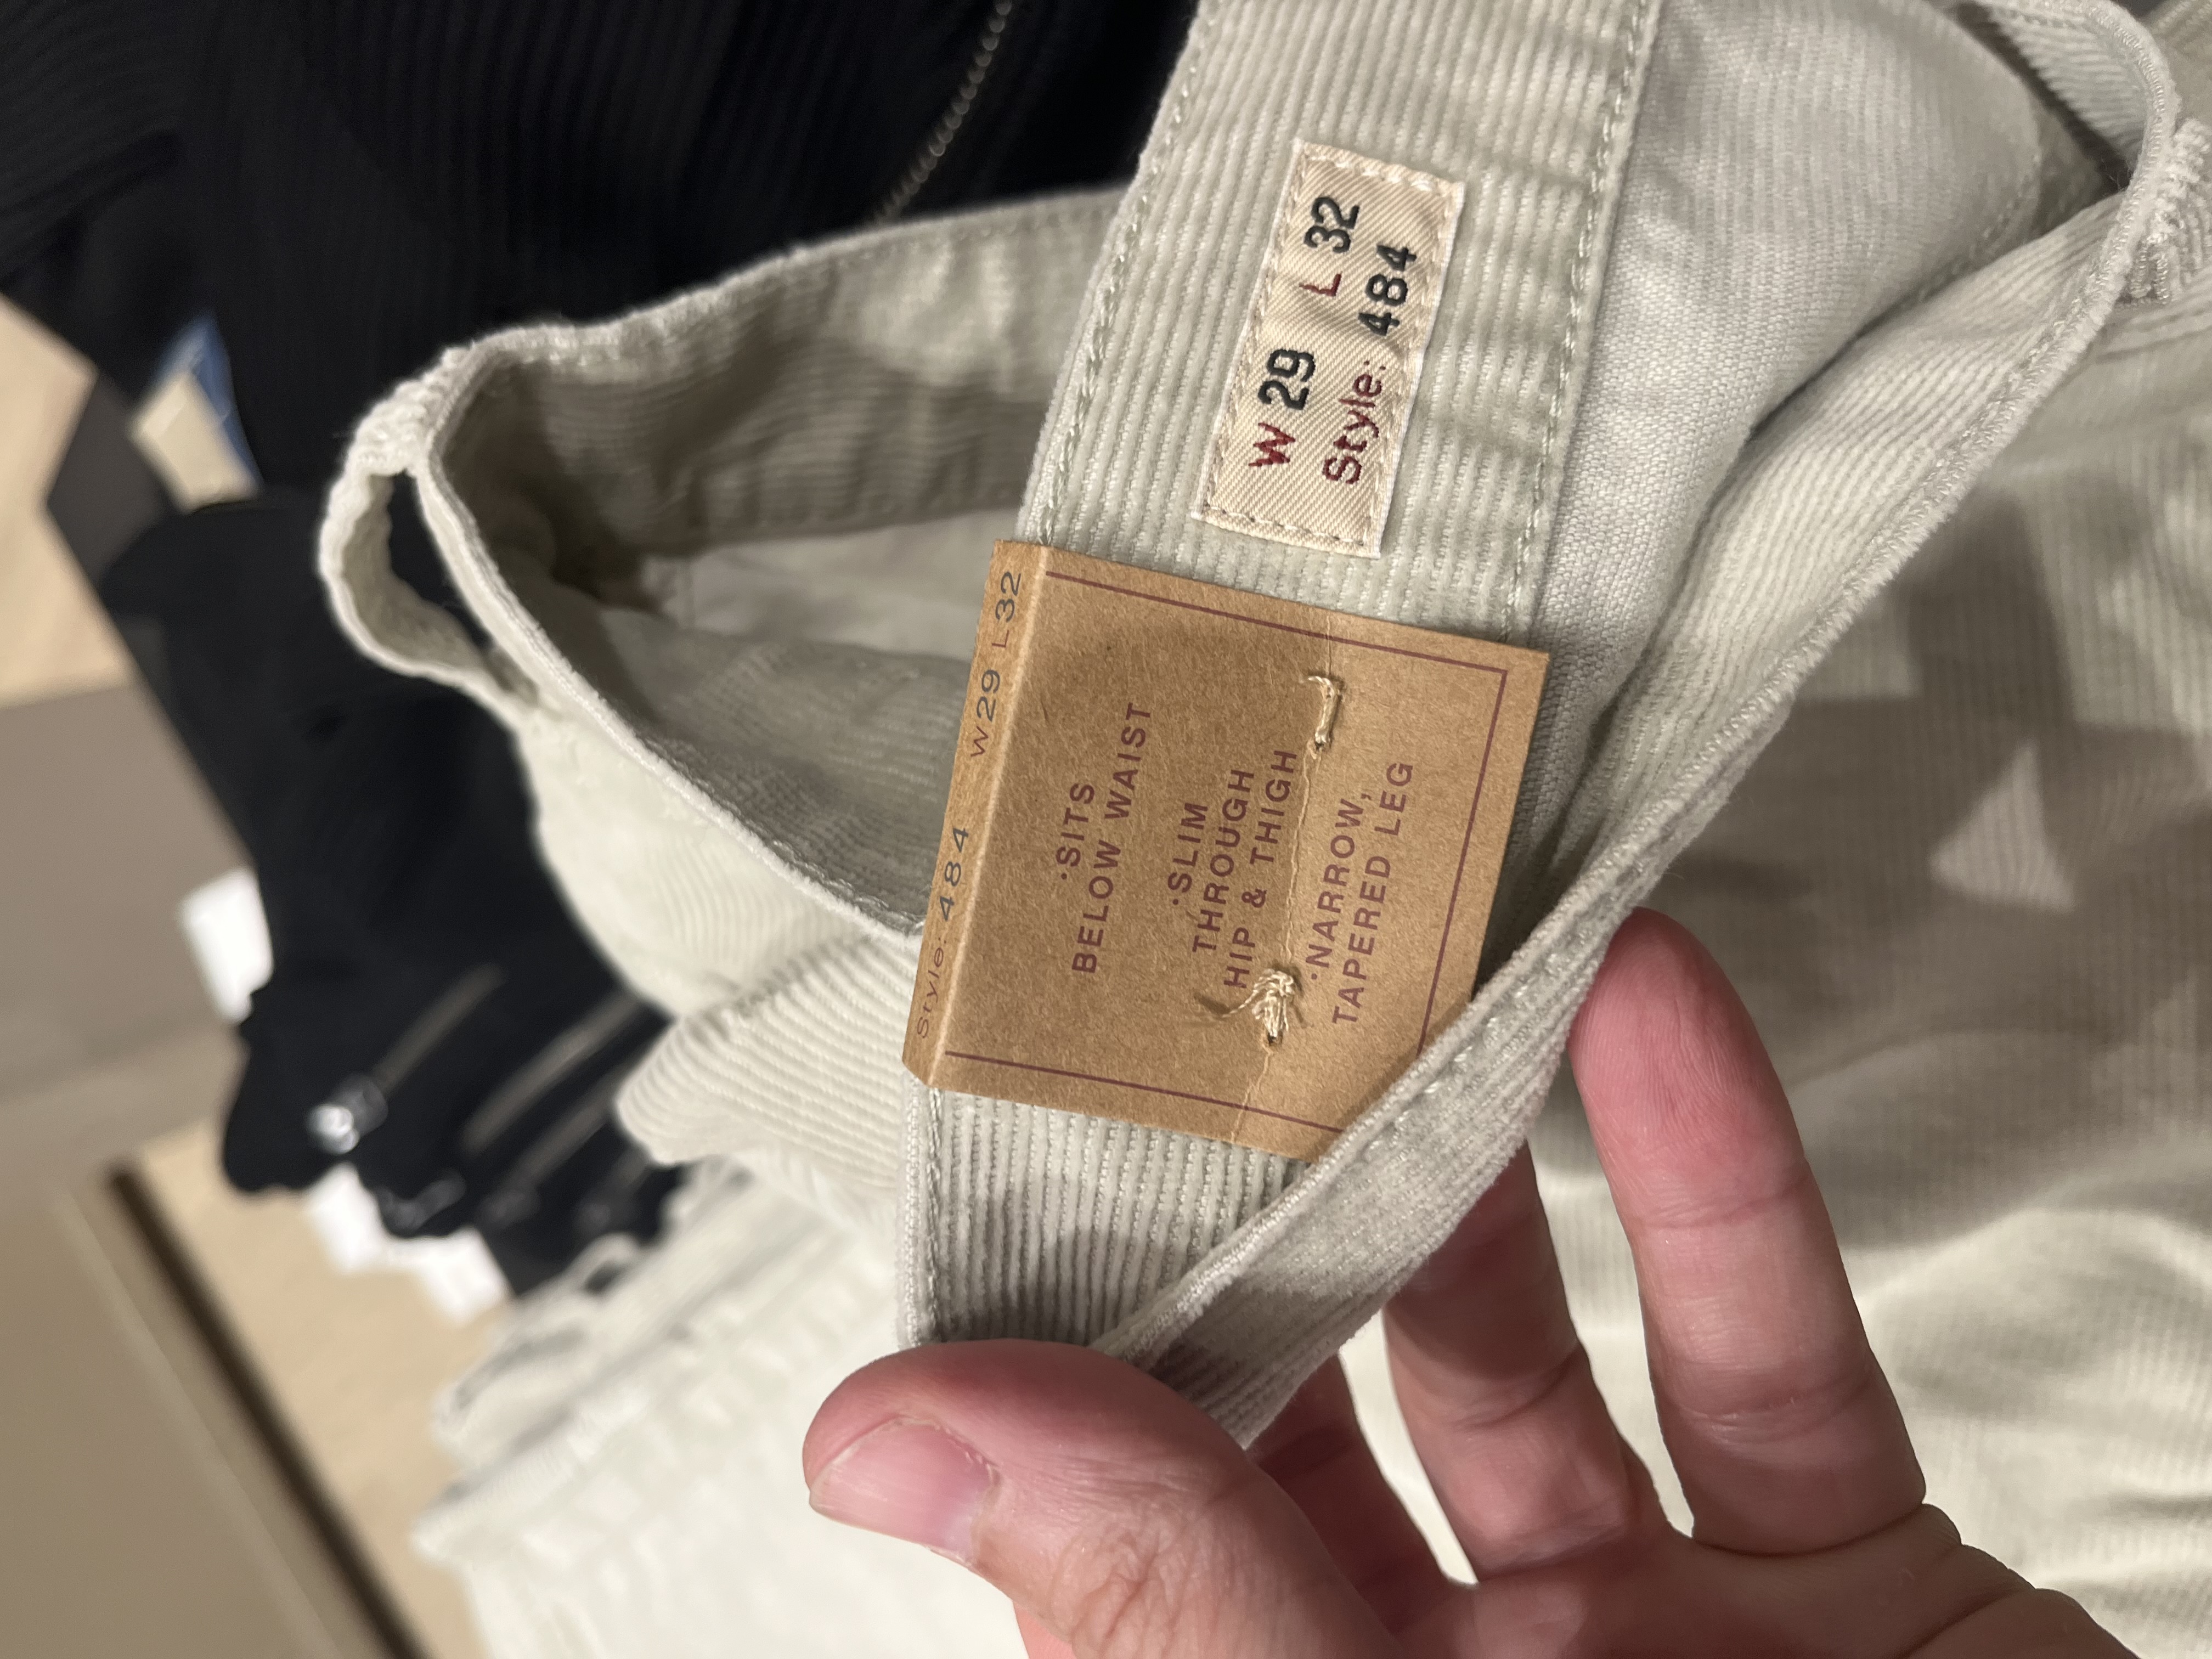 W 29 L 32
Style: 484
Style: 484 W29 L32
·SITS
BELOW WAIST
·SLIM
THROUGH
HIP & THIGH
·NARROW,
TAPERED LEG